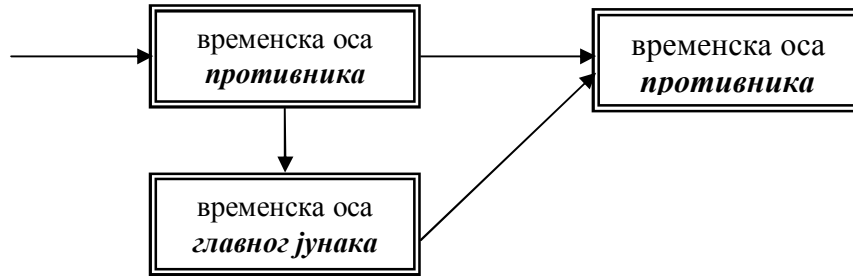 временска оса
противника
временска оса
противника
временска оса
главног јунака